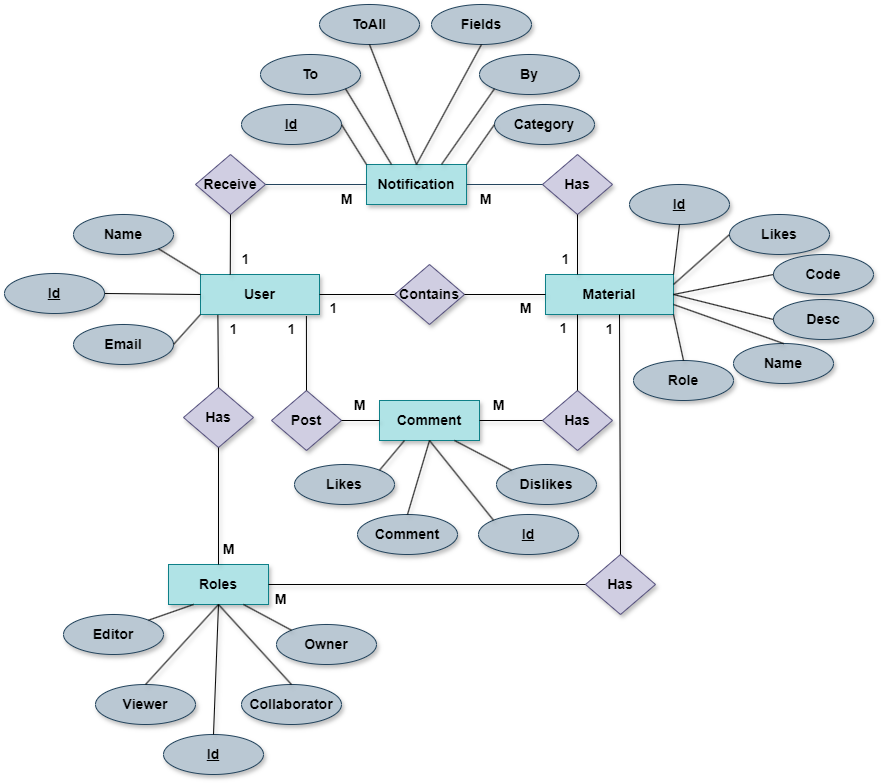 ToAll
Fields
To
By
Id
Category
Receive
Notification
Has
M
M
Id
Name
Likes
1
1
Code
Id
User
Contains
Material
1
M
Desc
1
1
1
1
Email
Name
Role
M
M
Has
Post
Comment
Has
Likes
Dislikes
Comment
Id
M
Roles
Has
M
Editor
Owner
Viewer
Collaborator
Id